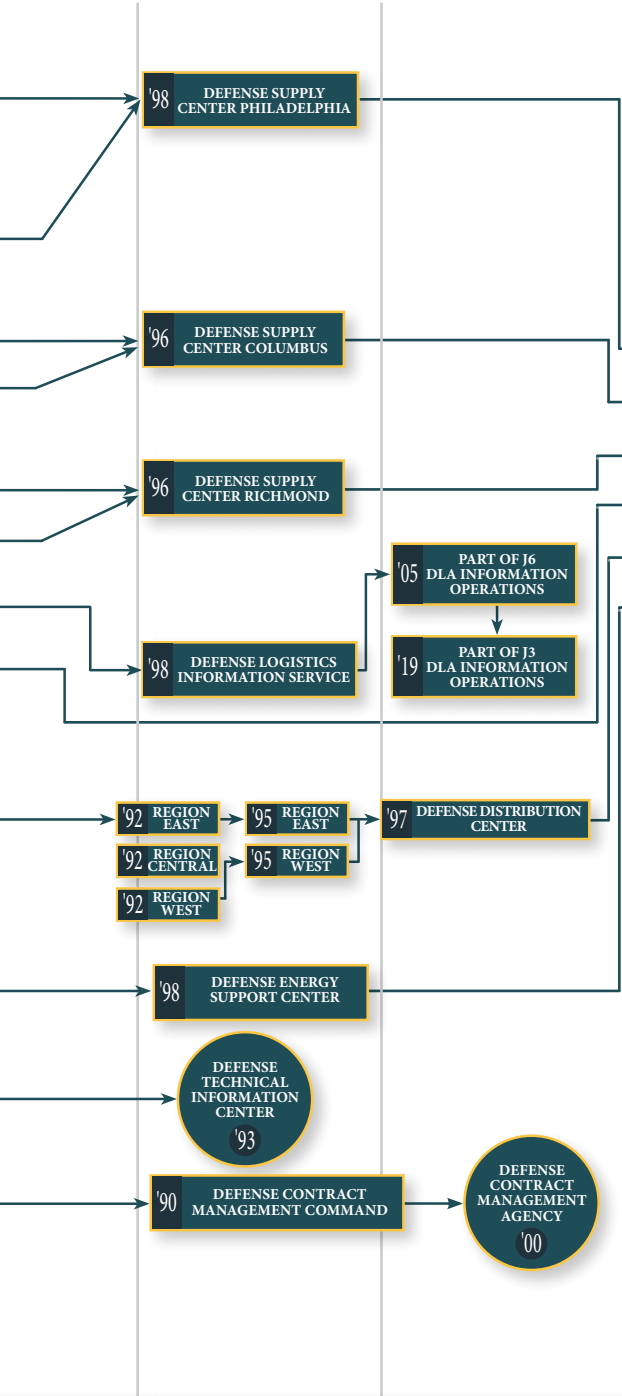 '98
DEFENSE SUPPLY
CENTER PHILADELPHIA
'96
DEFENSE SUPPLY
CENTER COLUMBUS
'96
DEFENSE SUPPLY
CENTER RICHMOND
'05
PART OF J6
DLA INFORMATION
OPERATIONS
'98
DEFENSE LOGISTICS
INFORMATION SERVICE
'19
PART OF J3
DLA INFORMATION
OPERATIONS
'92
REGION
EAST
'95
REGION
EAST
'97
DEFENSE DISTRIBUTION
CENTER
'92
REGION
CENTRAL
'95
REGION
WEST
'92
REGION
WEST
'98
DEFENSE ENERGY
SUPPORT CENTER
DEFENSE
TECHNICAL
INFORMATION
CENTER
'93
'90
DEFENSE CONTRACT
MANAGEMENT COMMAND
DEFENSE
CONTRACT
MANAGEMENT
AGENCY
'00